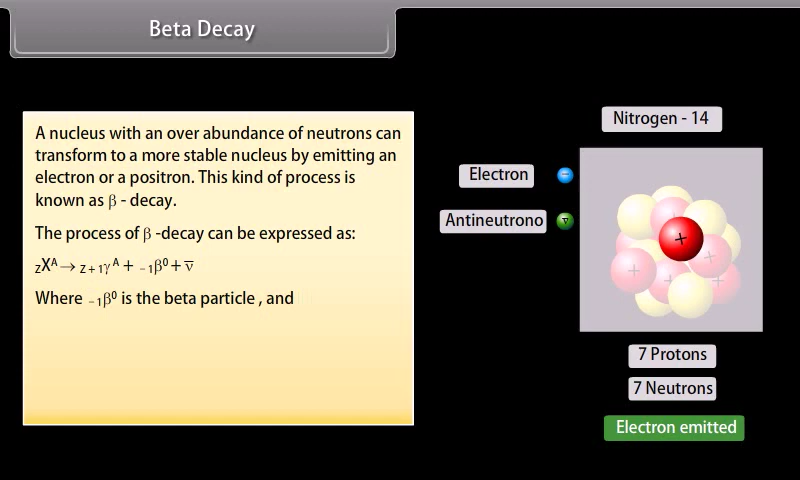 Beta Decay
A nucleus with an over abundance of neutrons can
transform to a more stable nucleus by emitting an
electron or a positron. This kind of process is
known as β - decay.
The process of β -decay can be expressed as:
zXᴬ → z + 1γᴬ + ₋₁β⁰ + v̅
Where ₋₁β⁰ is the beta particle , and
Electron
−
Antineutrono
v̅
Nitrogen - 14
+
+
+
+
+
+
7 Protons
7 Neutrons
Electron emitted